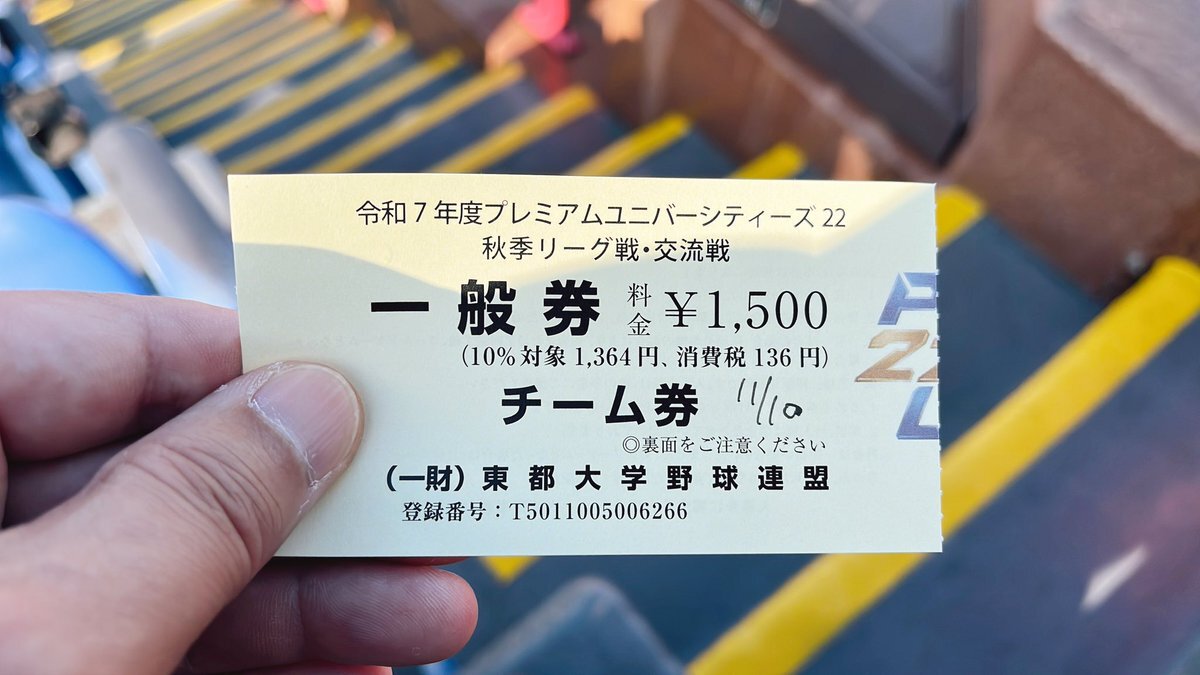 令和7年度プレミアムユニバーシティーズ22
秋季リーグ戦・交流戦
一般券 料金 ¥1,500
(10%対象 1,364円、消費税 136円)
チーム券 11/10
◎裏面をご注意ください
(一財)東都大学野球連盟
登録番号:T5011005006266
P
22
U